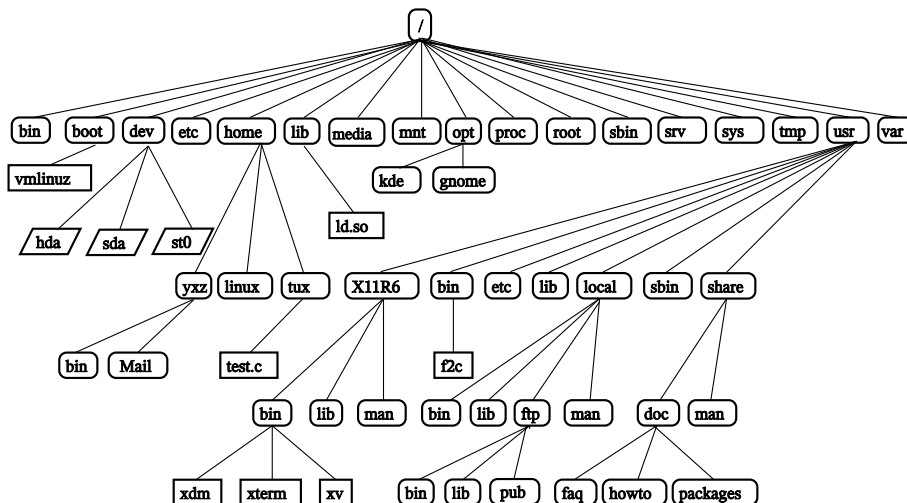 /
bin boot dev etc home lib media mnt opt proc root sbin srv sys tmp usr var
vmlinuz kde gnome
ld.so
hda sda st0
yxz linux tux X11R6 bin etc lib local sbin share
bin Mail test.c f2c
bin lib man bin lib ftp man doc man
xdm xterm xv bin lib pub faq howto packages